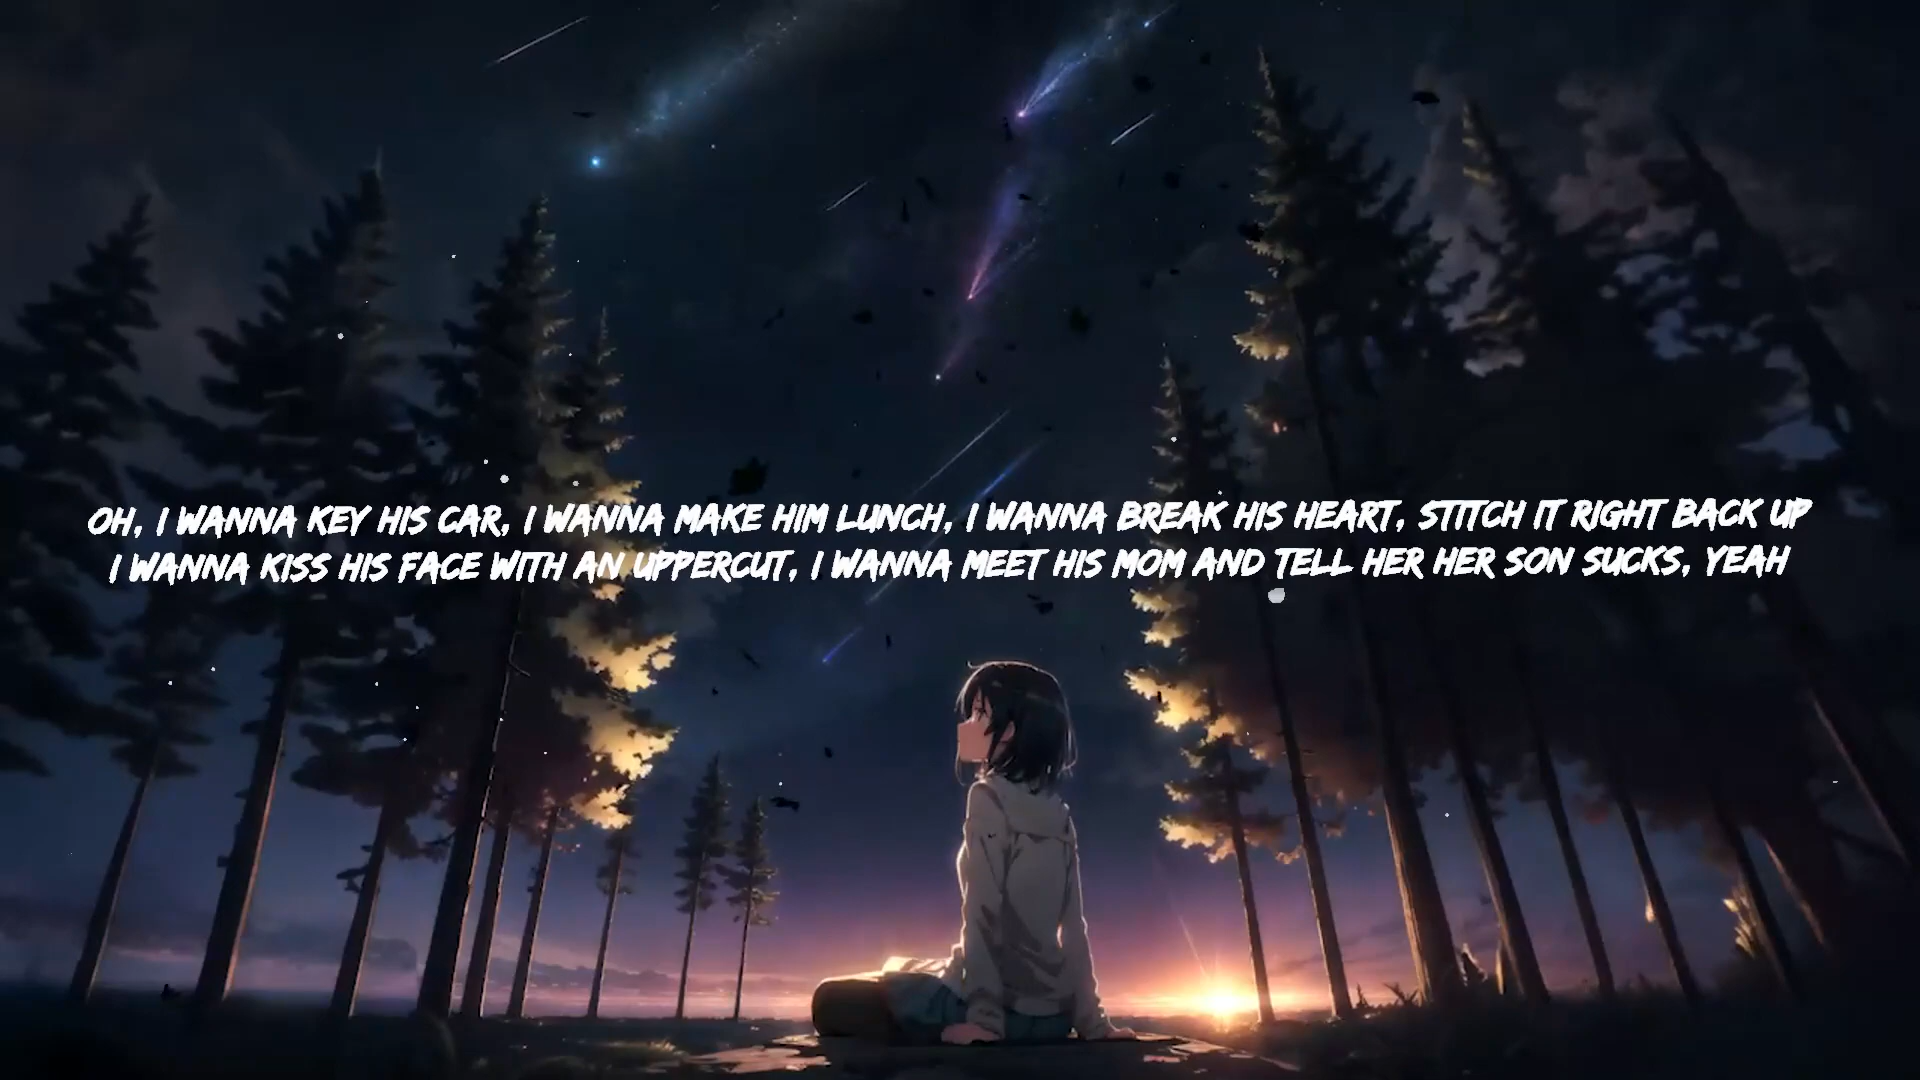 OH, I WANNA KEY HIS CAR, I WANNA MAKE HIM LUNCH, I WANNA BREAK HIS HEART, STITCH IT RIGHT BACK UP
I WANNA KISS HIS FACE WITH AN UPPERCUT, I WANNA MEET HIS MOM AND TELL HER HER SON SUCKS, YEAH